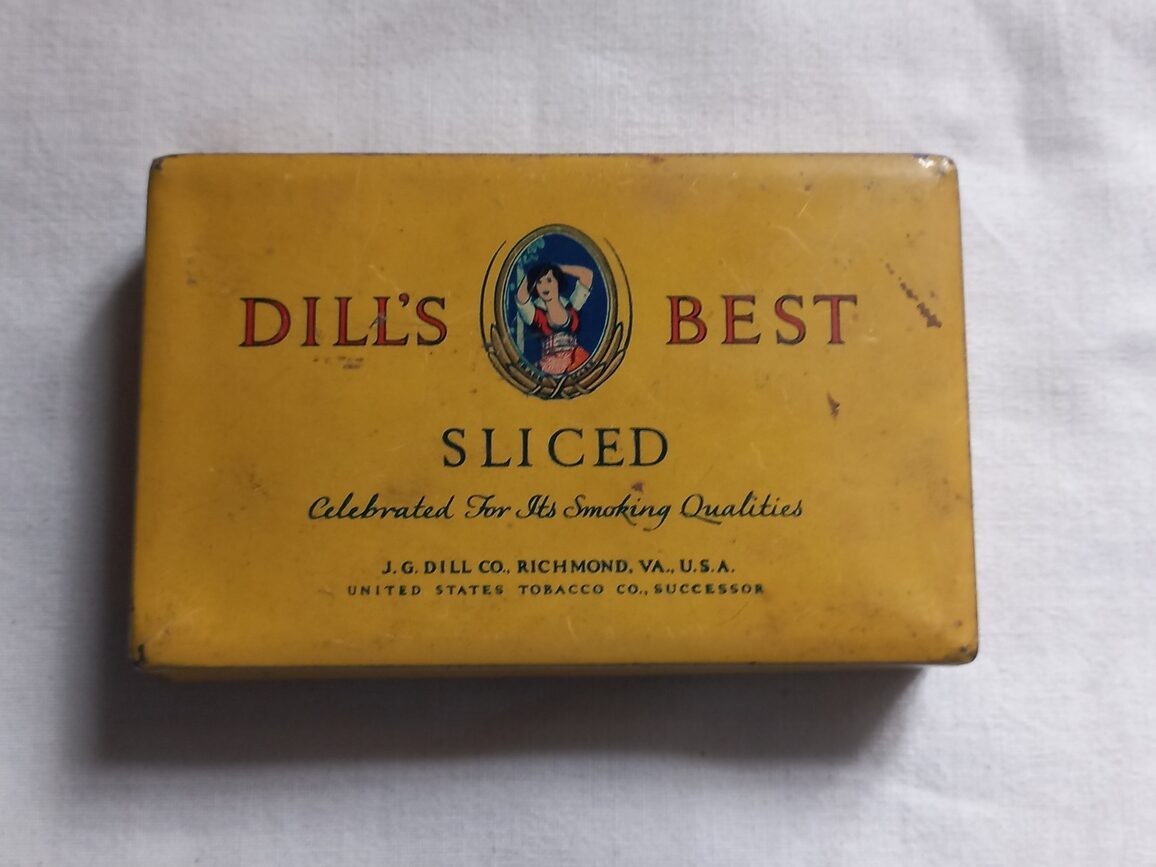 DILL'S BEST
SLICED
Celebrated For Its Smoking Qualities
J. G. DILL CO., RICHMOND, VA., U.S.A.
UNITED STATES TOBACCO CO., SUCCESSOR